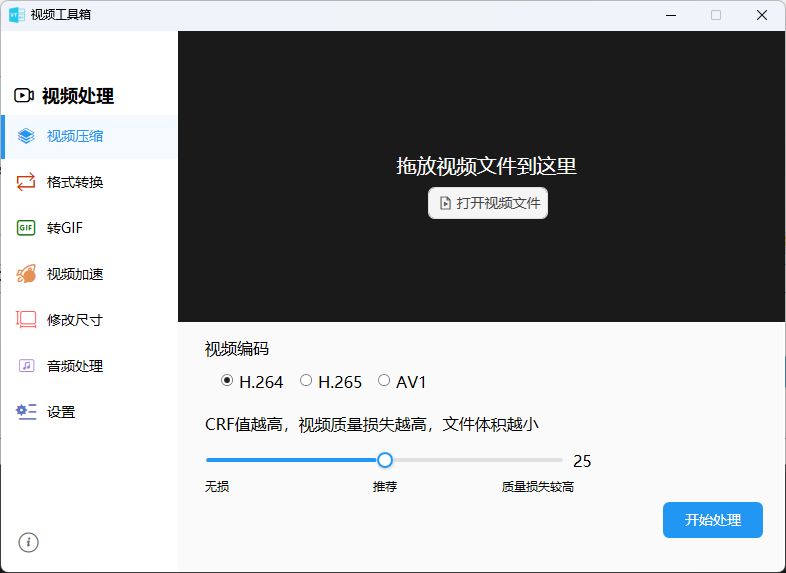 视频工具箱
视频处理
视频压缩
格式转换
GIF
转GIF
视频加速
修改尺寸
音频处理
设置
拖放视频文件到这里
打开视频文件
视频编码
H.264 H.265 AV1
CRF值越高，视频质量损失越高，文件体积越小
25
无损 推荐 质量损失较高
开始处理